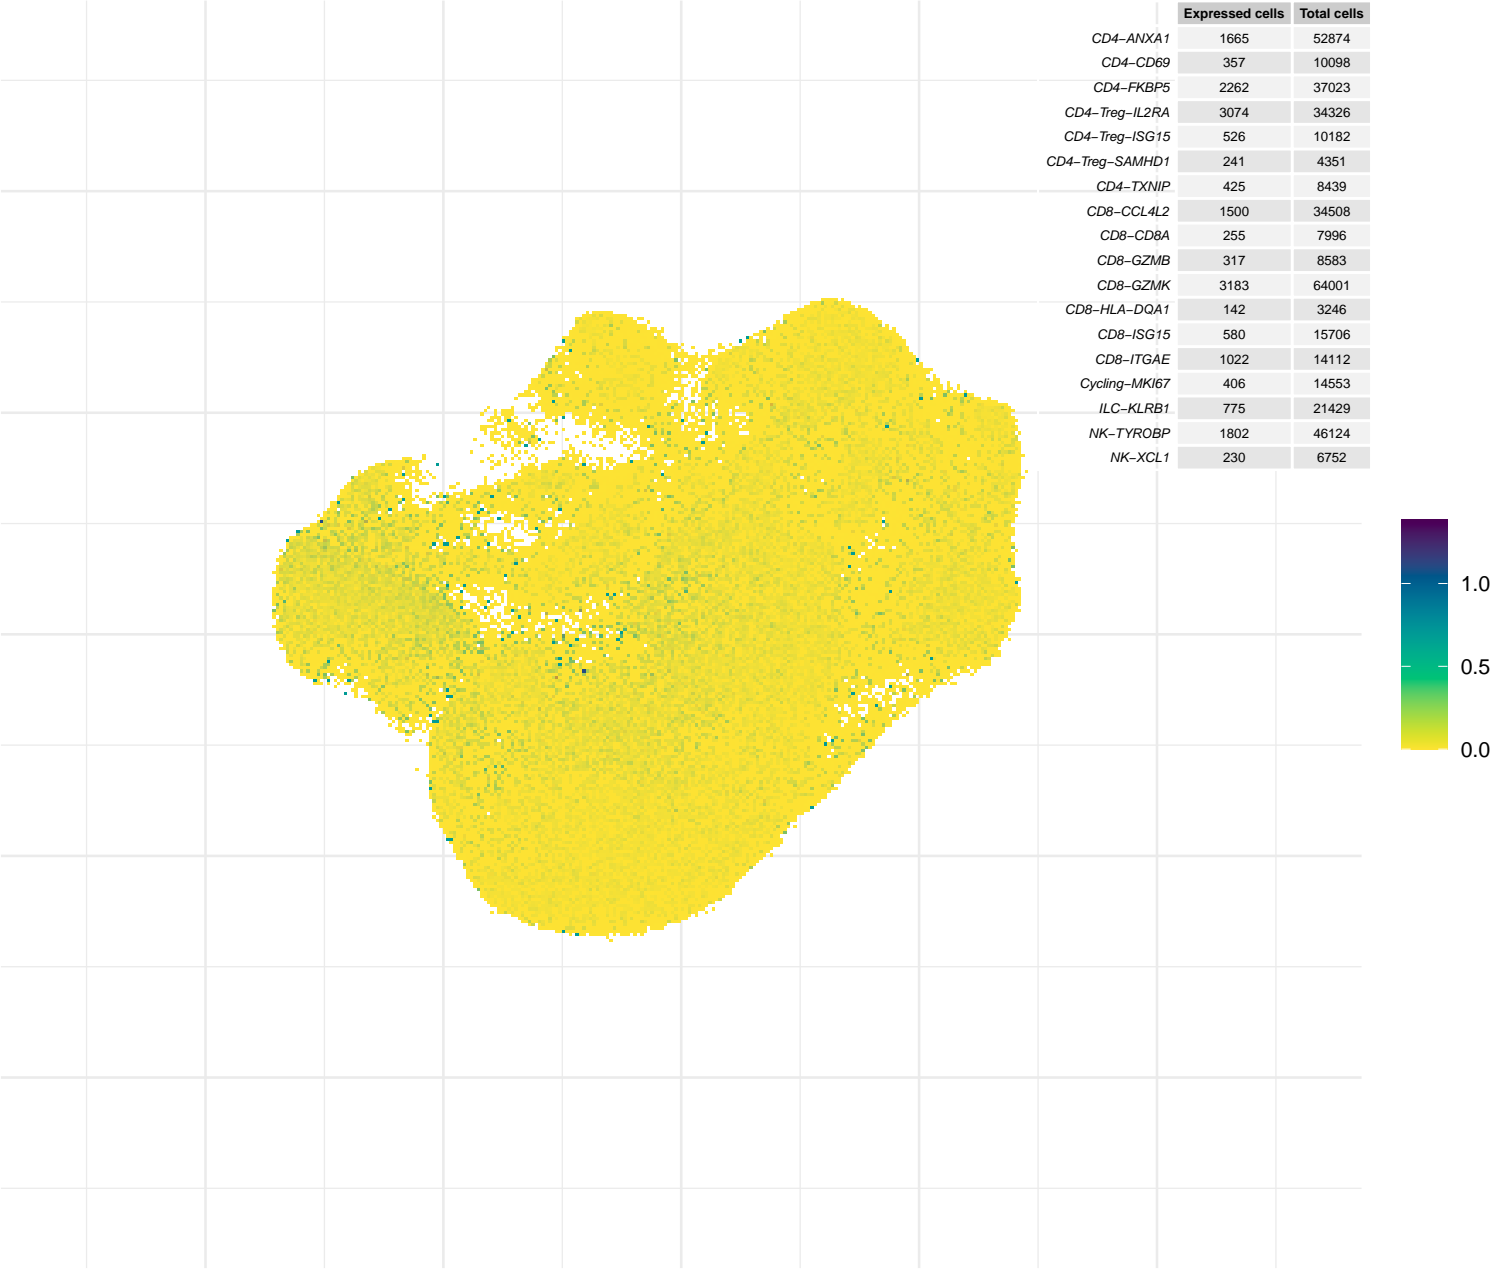 Expressed cells Total cells
CD4−ANXA1 1665 52874
CD4−CD69 357 10098
CD4−FKBP5 2262 37023
CD4−Treg−IL2RA 3074 34326
CD4−Treg−ISG15 526 10182
CD4−Treg−SAMHD1 241 4351
CD4−TXNIP 425 8439
CD8−CCL4L2 1500 34508
CD8−CD8A 255 7996
CD8−GZMB 317 8583
CD8−GZMK 3183 64001
CD8−HLA−DQA1 142 3246
CD8−ISG15 580 15706
CD8−ITGAE 1022 14112
Cycling−MKI67 406 14553
ILC−KLRB1 775 21429
NK−TYROBP 1802 46124
NK−XCL1 230 6752
1.0
0.5
0.0